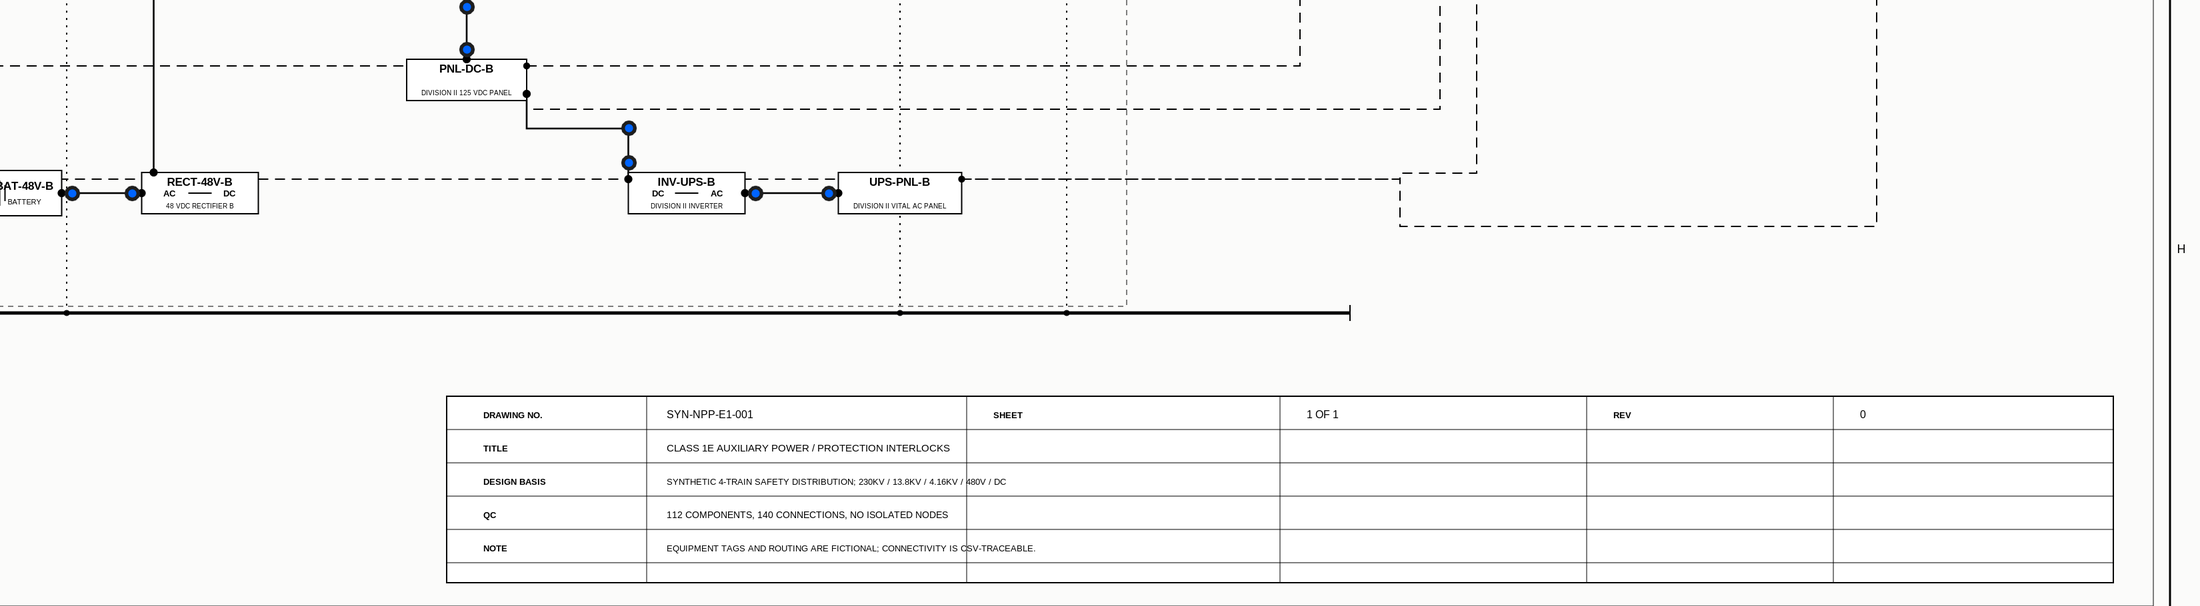 PNL-DC-B
DIVISION II 125 VDC PANEL
BAT-48V-B
BATTERY
RECT-48V-B
AC DC
48 VDC RECTIFIER B
INV-UPS-B
DC AC
DIVISION II INVERTER
UPS-PNL-B
DIVISION II VITAL AC PANEL
H
DRAWING NO. SYN-NPP-E1-001 SHEET 1 OF 1 REV 0
TITLE CLASS 1E AUXILIARY POWER / PROTECTION INTERLOCKS
DESIGN BASIS SYNTHETIC 4-TRAIN SAFETY DISTRIBUTION; 230KV / 13.8KV / 4.16KV / 480V / DC
QC 112 COMPONENTS, 140 CONNECTIONS, NO ISOLATED NODES
NOTE EQUIPMENT TAGS AND ROUTING ARE FICTIONAL; CONNECTIVITY IS CSV-TRACEABLE.